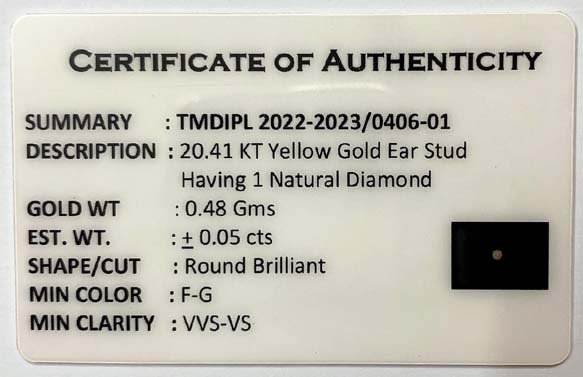 CERTIFICATE OF AUTHENTICITY
SUMMARY : TMDIPL 2022-2023/0406-01
DESCRIPTION : 20.41 KT Yellow Gold Ear Stud
Having 1 Natural Diamond
GOLD WT : 0.48 Gms
EST. WT. : ± 0.05 cts
SHAPE/CUT : Round Brilliant
MIN COLOR : F-G
MIN CLARITY : VVS-VS